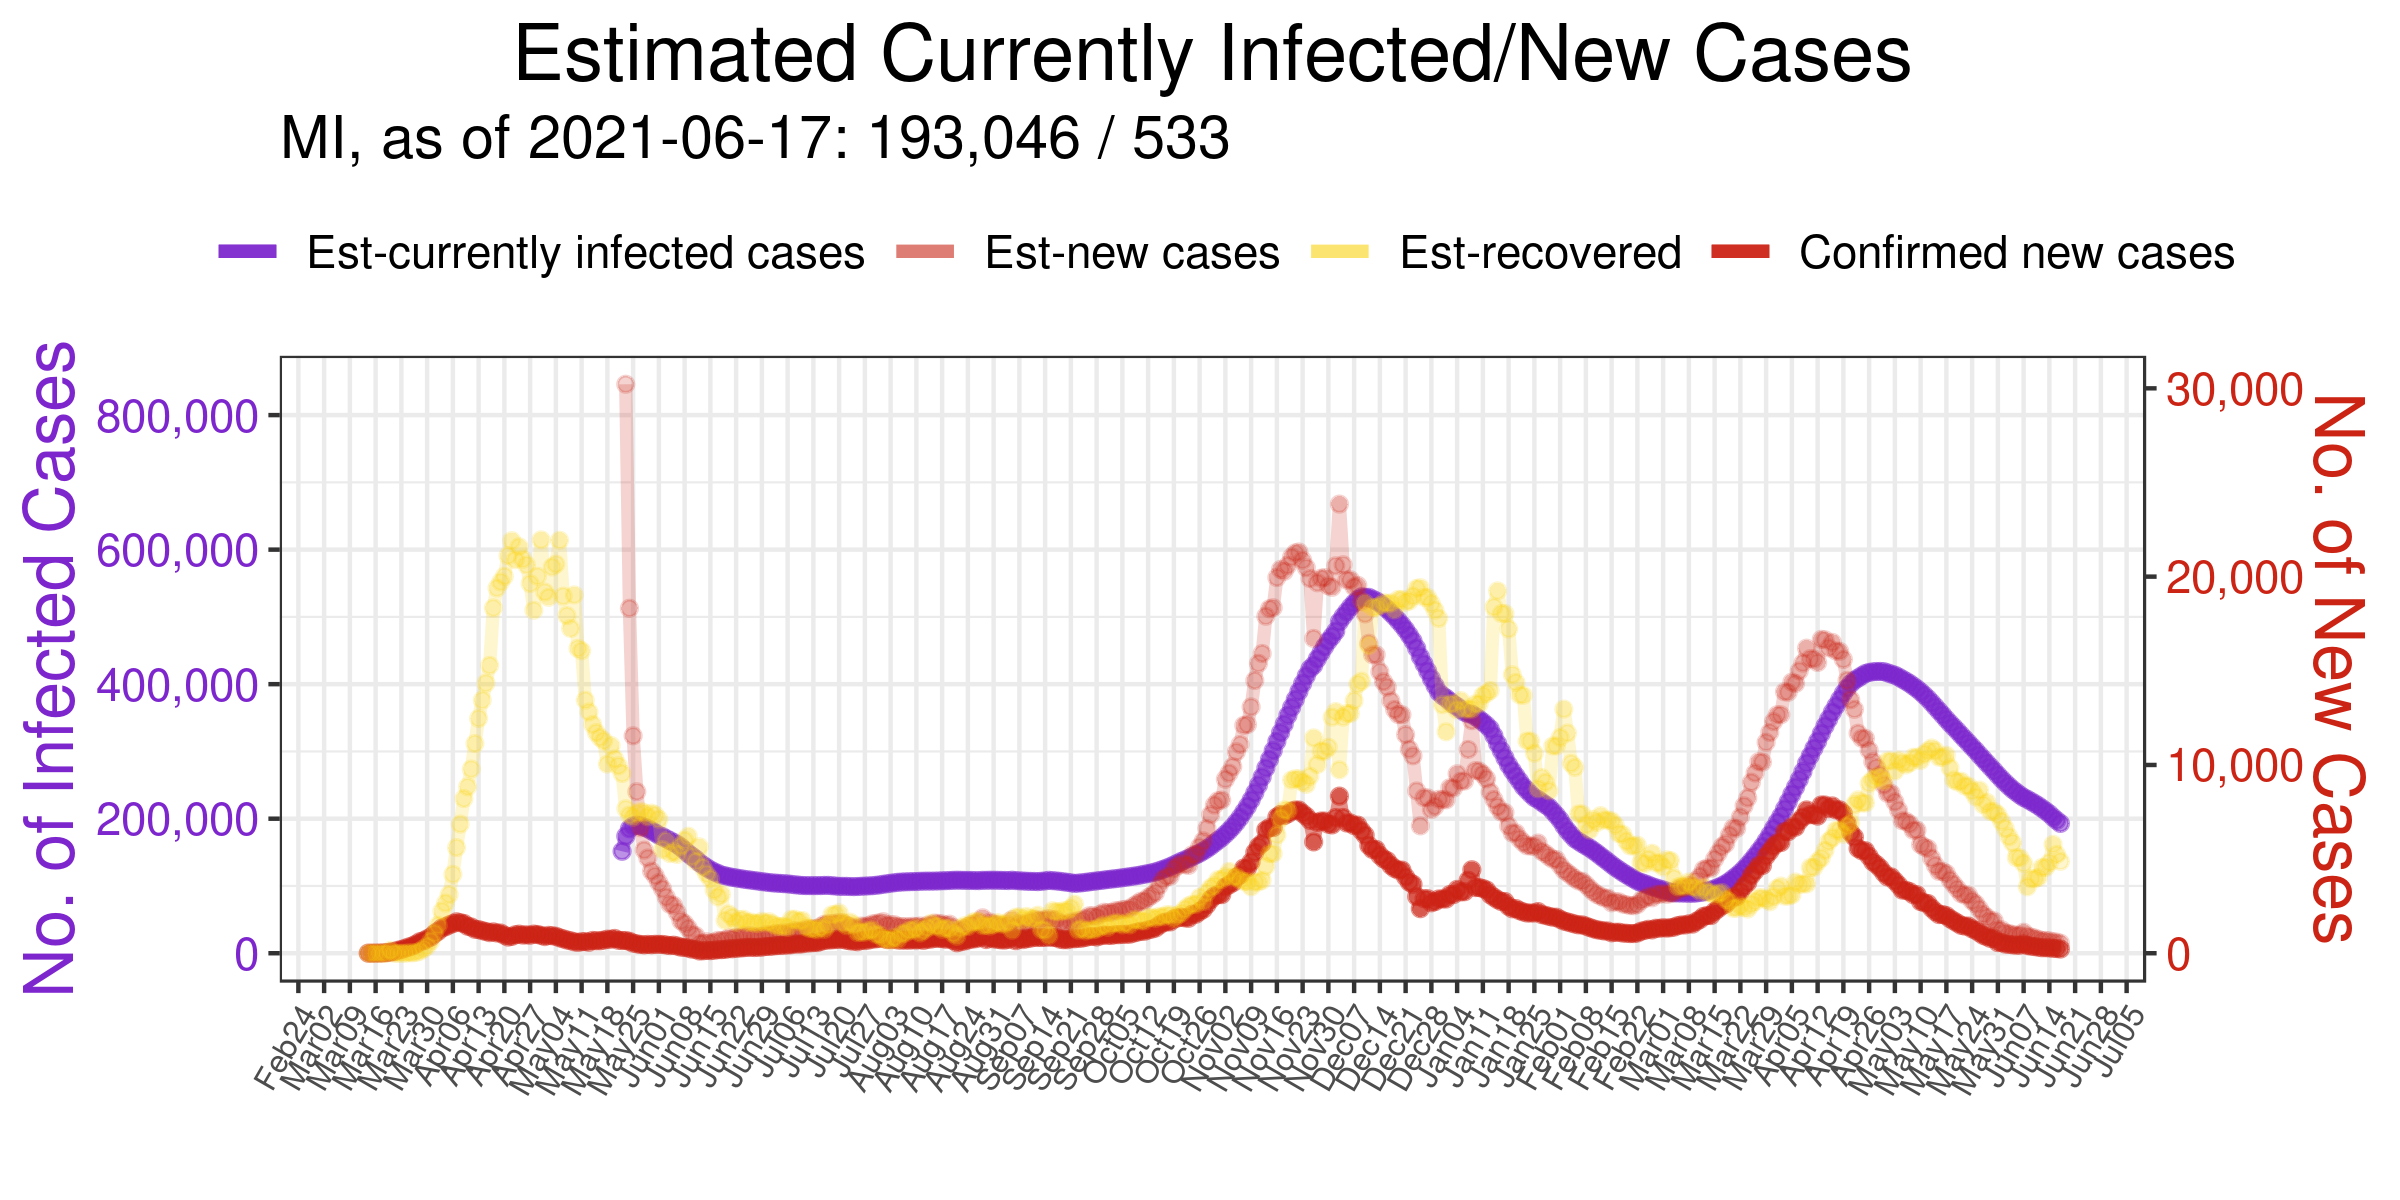 Estimated Currently Infected/New Cases
MI, as of 2021-06-17: 193,046 / 533
Est-currently infected cases Est-new cases Est-recovered Confirmed new cases
No. of Infected Cases
800,000
600,000
400,000
200,000
0
30,000
20,000
10,000
0
No. of New Cases
Feb24 Mar02 Mar09 Mar16 Mar23 Mar30 Apr06 Apr13 Apr20 Apr27 May04 May11 May18 May25 Jun01 Jun08 Jun15 Jun22 Jun29 Jul06 Jul13 Jul20 Jul27 Aug03 Aug10 Aug17 Aug24 Aug31 Sep07 Sep14 Sep21 Sep28 Oct05 Oct12 Oct19 Oct26 Nov02 Nov09 Nov16 Nov23 Nov30 Dec07 Dec14 Dec21 Dec28 Jan04 Jan11 Jan18 Jan25 Feb01 Feb08 Feb15 Feb22 Mar01 Mar08 Mar15 Mar22 Mar29 Apr05 Apr12 Apr19 Apr26 May03 May10 May17 May24 May31 Jun07 Jun14 Jun21 Jun28 Jul05